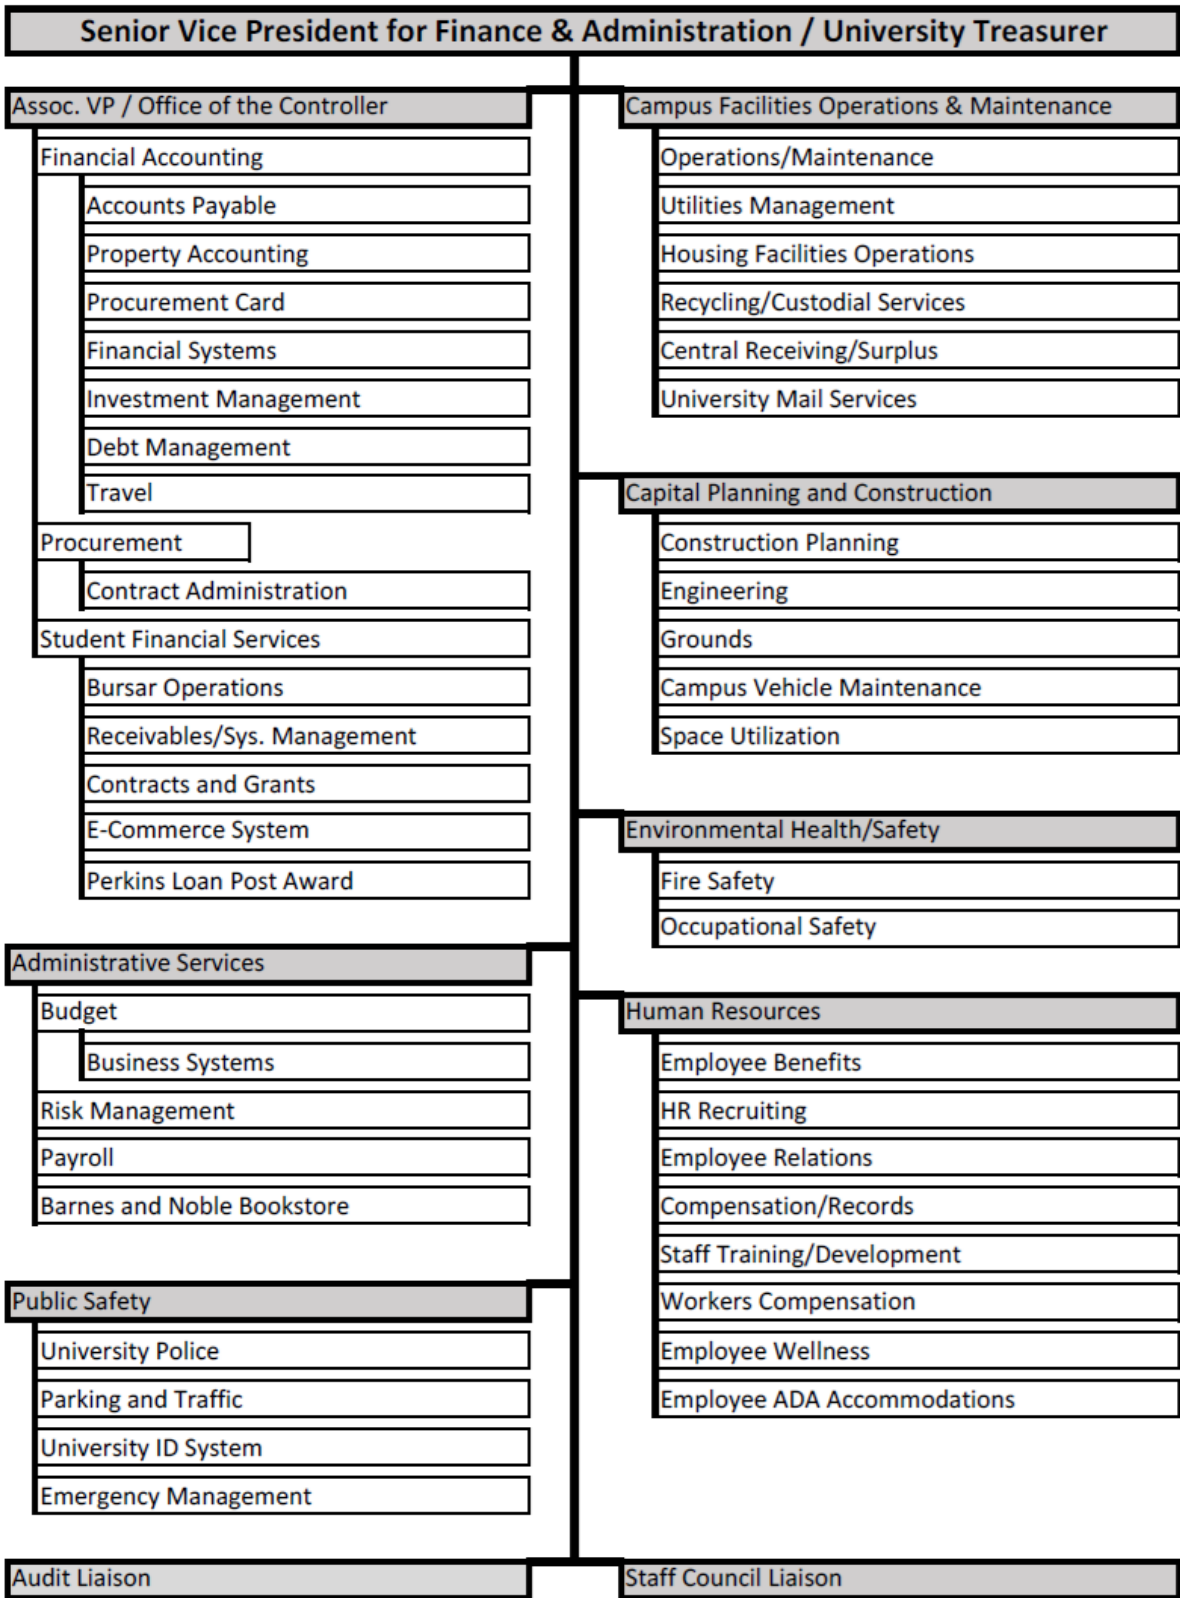 Senior Vice President for Finance & Administration / University Treasurer
Assoc. VP / Office of the Controller
Financial Accounting
Accounts Payable
Property Accounting
Procurement Card
Financial Systems
Investment Management
Debt Management
Travel
Procurement
Contract Administration
Student Financial Services
Bursar Operations
Receivables/Sys. Management
Contracts and Grants
E-Commerce System
Perkins Loan Post Award
Administrative Services
Budget
Business Systems
Risk Management
Payroll
Barnes and Noble Bookstore
Public Safety
University Police
Parking and Traffic
University ID System
Emergency Management
Audit Liaison
Campus Facilities Operations & Maintenance
Operations/Maintenance
Utilities Management
Housing Facilities Operations
Recycling/Custodial Services
Central Receiving/Surplus
University Mail Services
Capital Planning and Construction
Construction Planning
Engineering
Grounds
Campus Vehicle Maintenance
Space Utilization
Environmental Health/Safety
Fire Safety
Occupational Safety
Human Resources
Employee Benefits
HR Recruiting
Employee Relations
Compensation/Records
Staff Training/Development
Workers Compensation
Employee Wellness
Employee ADA Accommodations
Staff Council Liaison